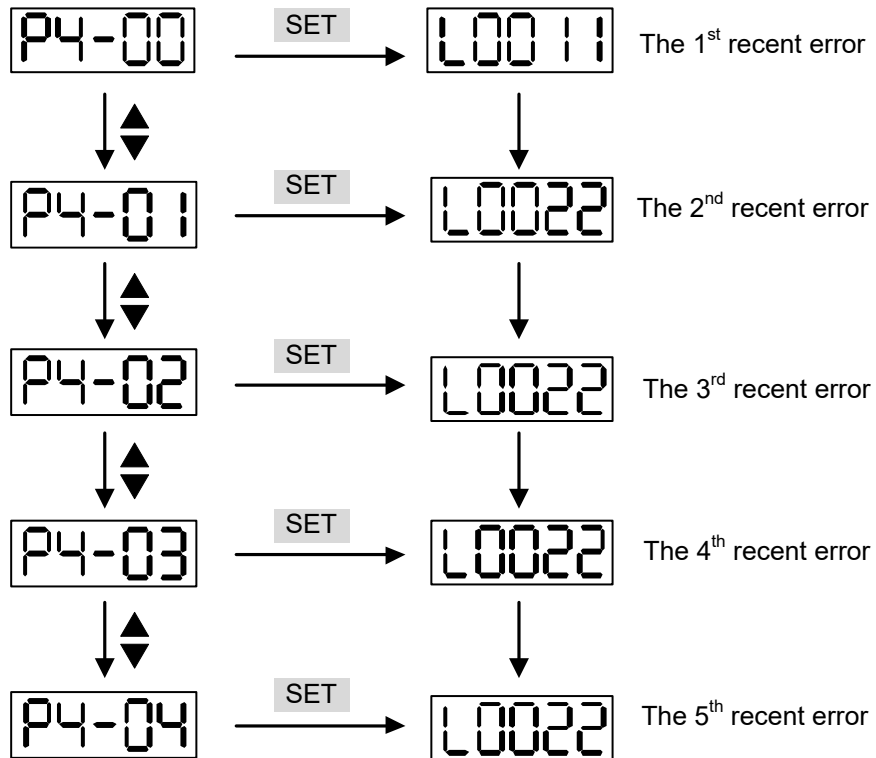 P4-00 SET L0011 The 1st recent error
P4-01 SET L0022 The 2nd recent error
P4-02 SET L0022 The 3rd recent error
P4-03 SET L0022 The 4th recent error
P4-04 SET L0022 The 5th recent error